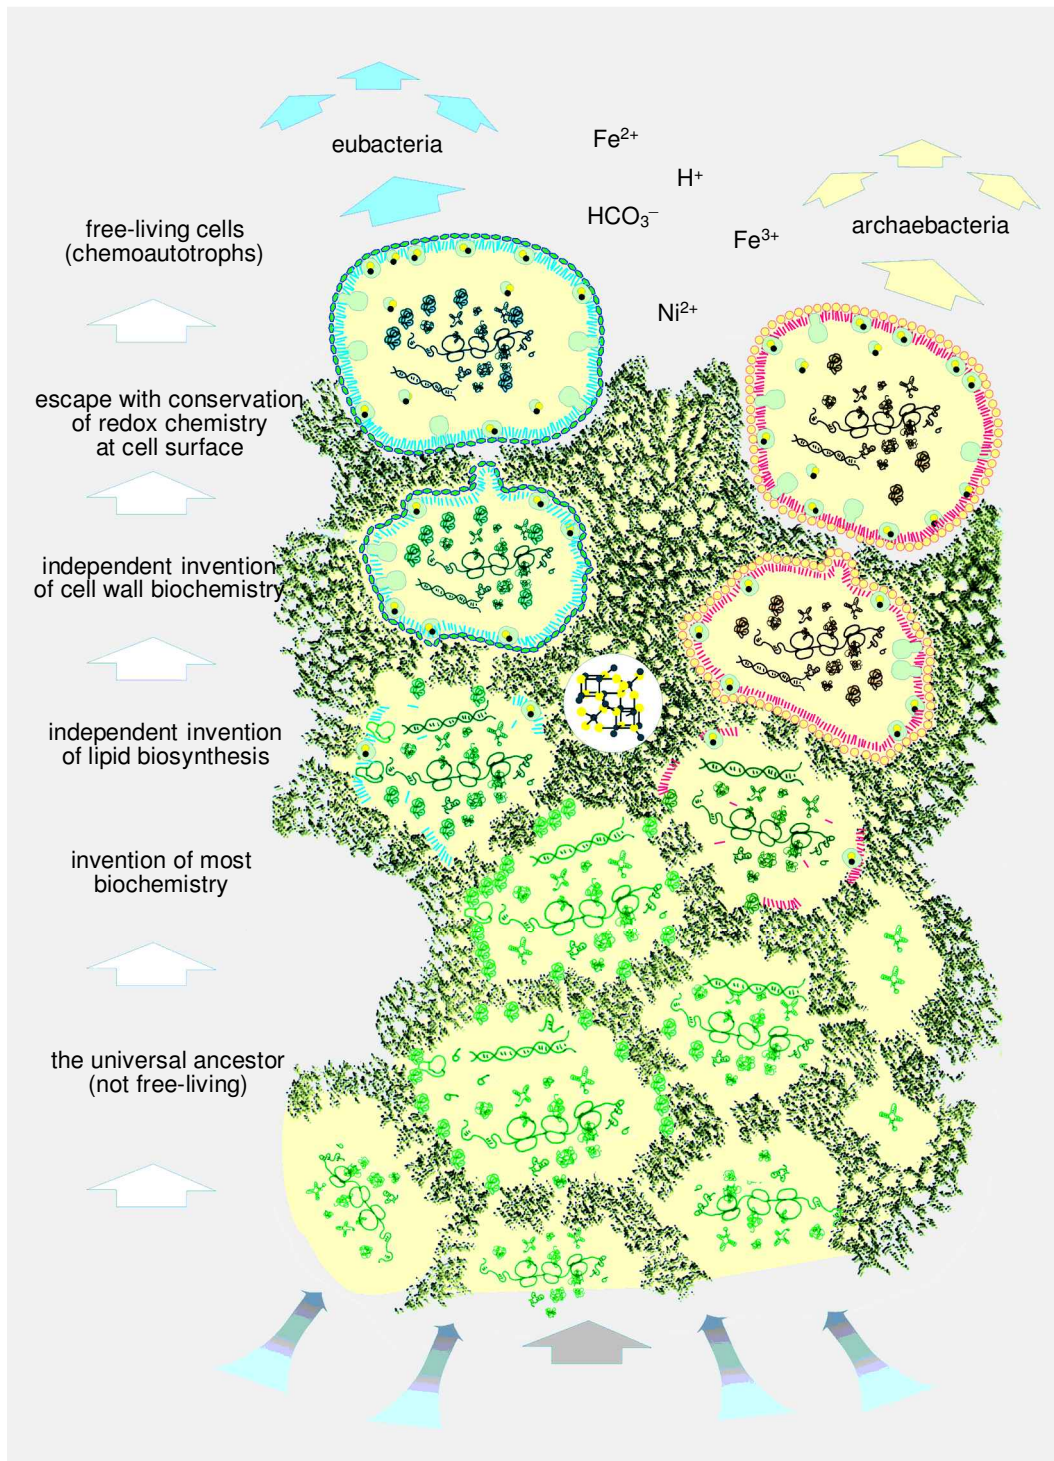 eubacteria
Fe²⁺
H⁺
HCO₃⁻
Fe³⁺
Ni²⁺
archaebacteria
free-living cells
(chemoautotrophs)
escape with conservation
of redox chemistry
at cell surface
independent invention
of cell wall biochemistry
independent invention
of lipid biosynthesis
invention of most
biochemistry
the universal ancestor
(not free-living)